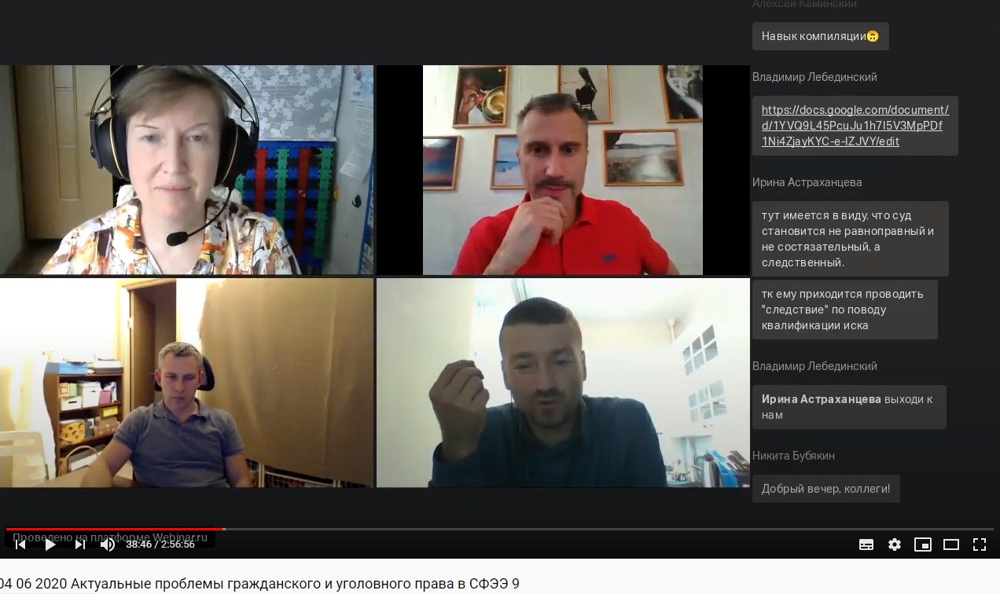 Алексей Каминский
Навык компиляции🙃
Владимир Лебединский
https://docs.google.com/document/
d/1YVQ9L45PcuJu1h7I5V3MpPDf
1Ni4ZjayKYC-e-IZJVY/edit
Ирина Астраханцева
тут имеется в виду. что суд
становится не равноправный и
не состязательный, а
следственный.
тк ему приходится проводить
"следствие" по поводу
квалификации иска
Владимир Лебединский
Ирина Астраханцева выходи к
нам
Никита Бубякин
Добрый вечер, коллеги!
Проведено на платформе Webinar.ru
38:46 / 2:56:56
04 06 2020 Актуальные проблемы гражданского и уголовного права в СФЭЭ 9